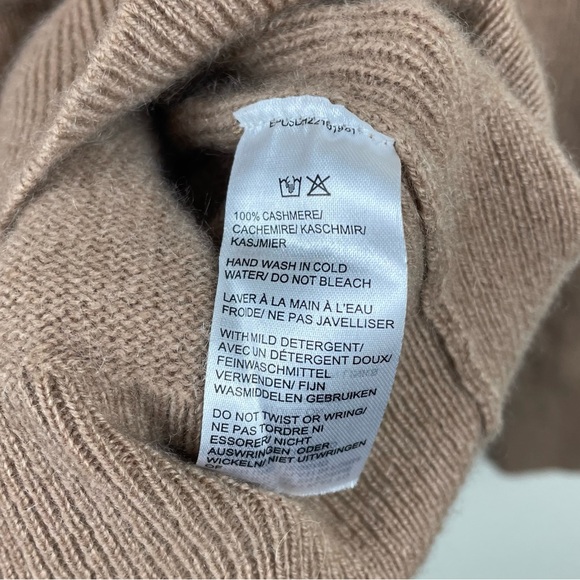 100% CASHMERE/
CACHEMIRE/ KASCHMIR/
KASJMIER
HAND WASH IN COLD
WATER/ DO NOT BLEACH
LAVER À LA MAIN À L'EAU
FROIDE/ NE PAS JAVELLISER
WITH MILD DETERGENT/
AVEC UN DÉTERGENT DOUX/
FEINWASCHMITTEL
VERWENDEN/ FIJN
WASMIDDELEN GEBRUIKEN
DO NOT TWIST OR WRING/
NE PAS TORDRE NI
ESSORER/ NICHT
AUSWRINGEN ODER
WICKELN/ NIET UITWRINGEN
OF